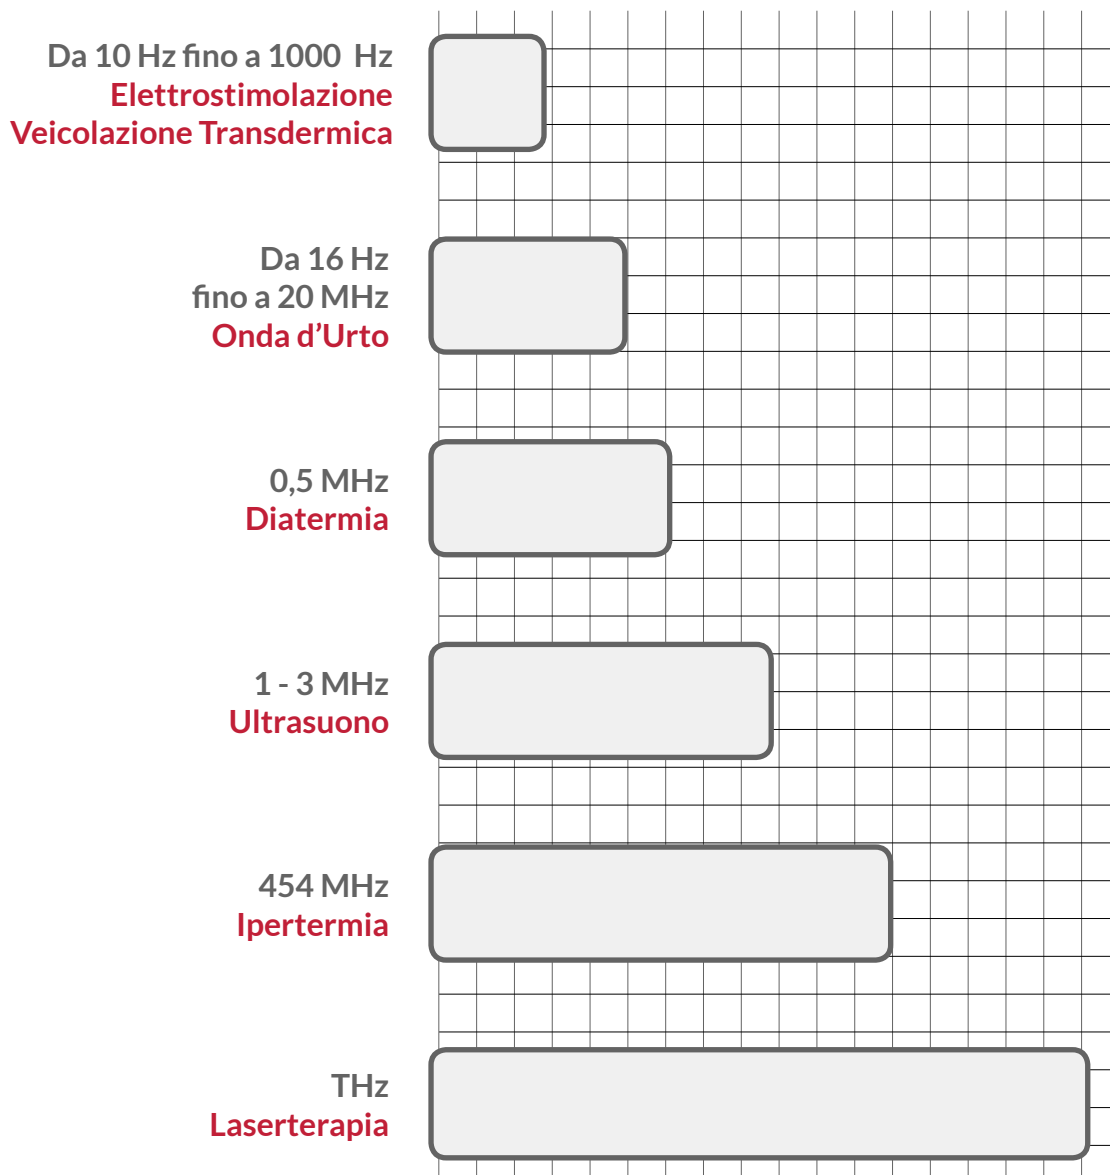 Da 10 Hz fino a 1000  Hz
Elettrostimolazione
Veicolazione Transdermica
Da 16 Hz
fino a 20 MHz
Onda d’Urto
0,5 MHz
Diatermia
1 - 3 MHz
Ultrasuono
454 MHz
Ipertermia
THz
Laserterapia